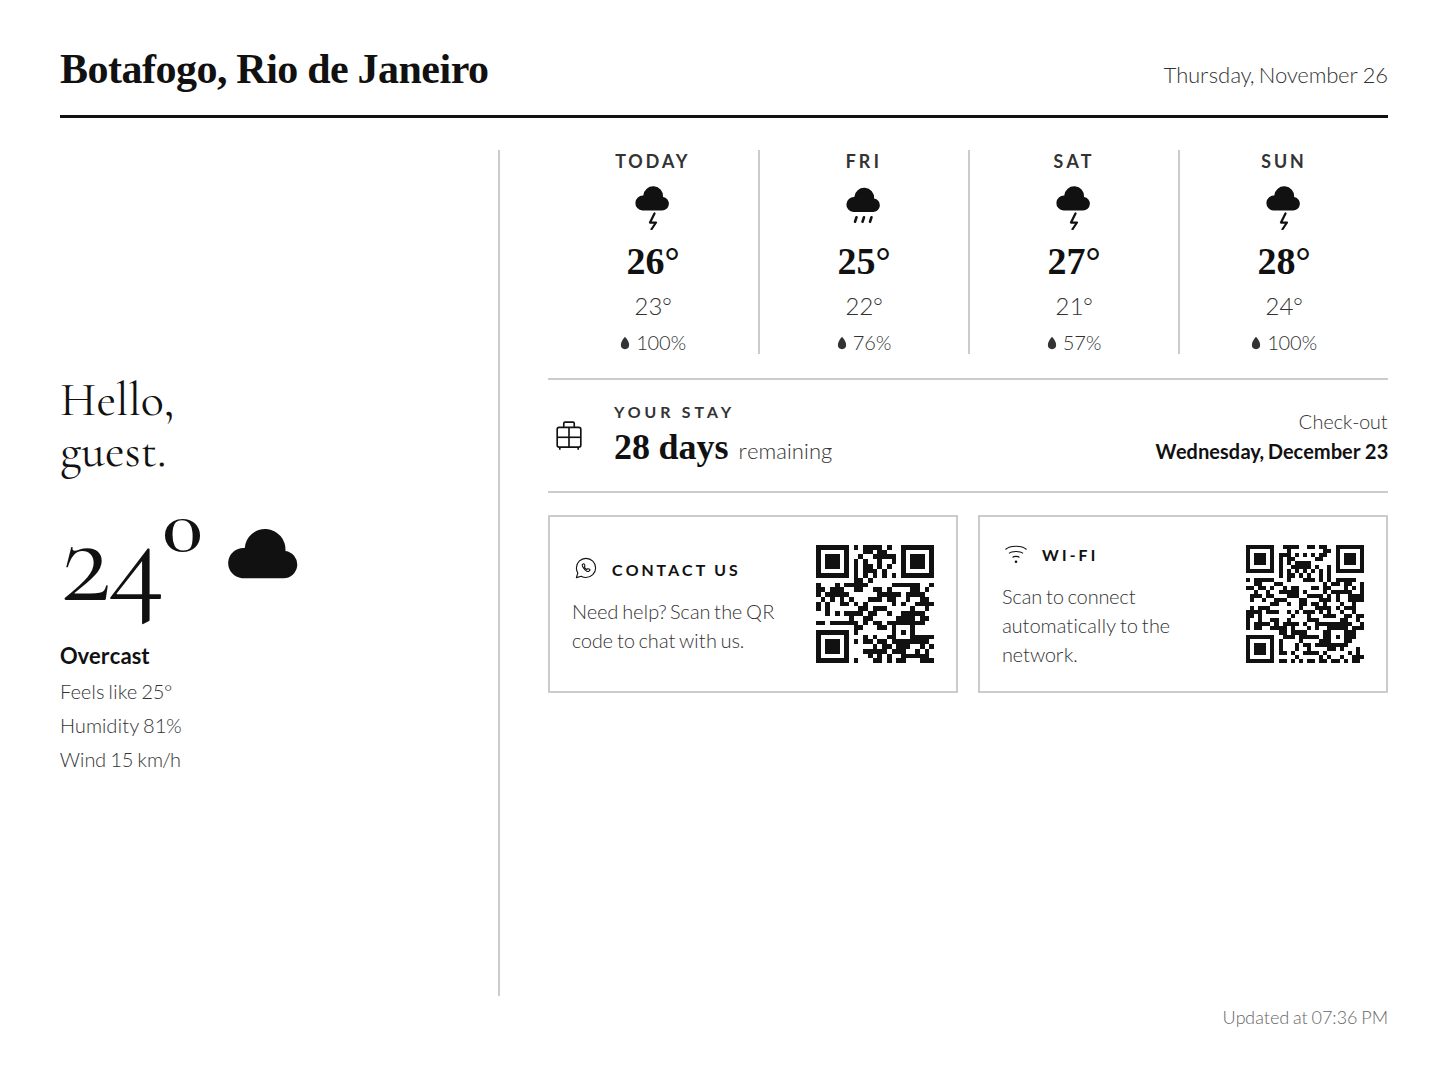 Botafogo, Rio de Janeiro
Thursday, November 26
Hello,
guest.
24°
Overcast
Feels like 25°
Humidity 81%
Wind 15 km/h
TODAY
26°
23°
100%
FRI
25°
22°
76%
SAT
27°
21°
57%
SUN
28°
24°
100%
YOUR STAY
28 days remaining
Check-out
Wednesday, December 23
CONTACT US
Need help? Scan the QR
code to chat with us.
WI-FI
Scan to connect
automatically to the
network.
Updated at 07:36 PM